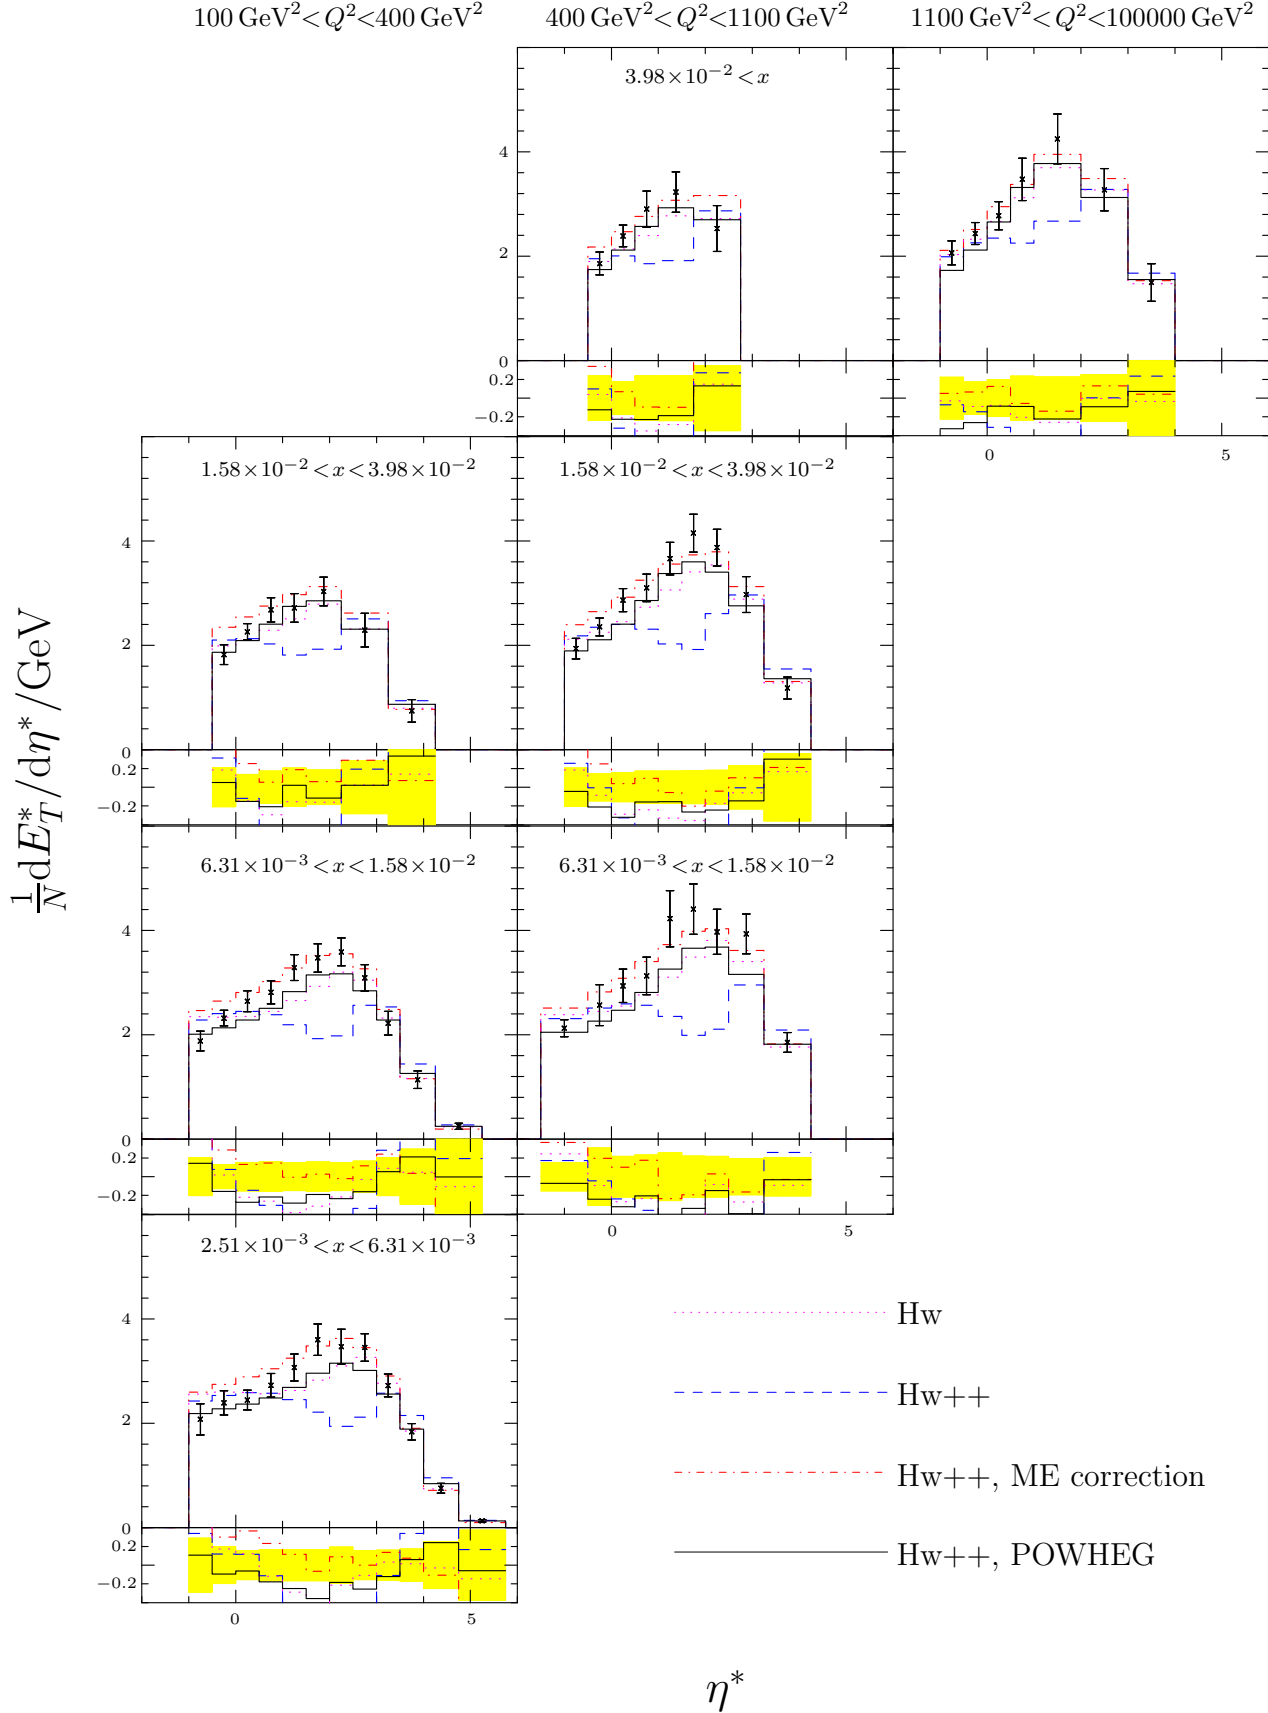 100 GeV²<Q²<400 GeV² 400 GeV²<Q²<1100 GeV² 1100 GeV²<Q²<100000 GeV²
3.98×10⁻²<x
4
2
0
0.2
−0.2
0 5
1.58×10⁻²<x<3.98×10⁻² 1.58×10⁻²<x<3.98×10⁻²
4
2
0
0.2
−0.2
6.31×10⁻³<x<1.58×10⁻² 6.31×10⁻³<x<1.58×10⁻²
4
2
0
0.2
−0.2
0 5
2.51×10⁻³<x<6.31×10⁻³
4
2
0
0.2
−0.2
0 5
1/N dE*_T/dη*/GeV
Hw
Hw++
Hw++, ME correction
Hw++, POWHEG
η*